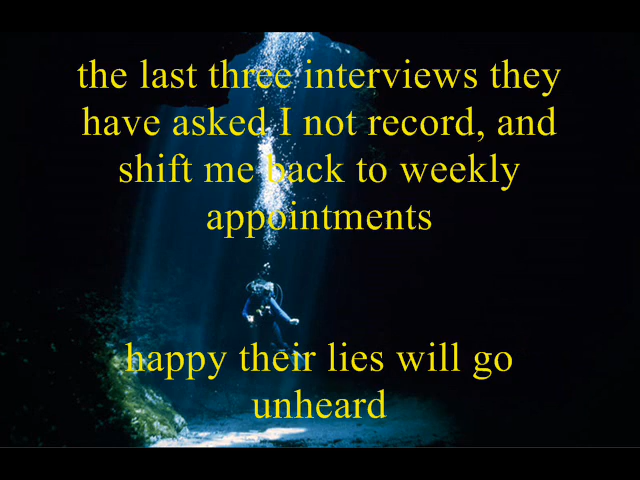 the last three interviews they
have asked I not record, and
shift me back to weekly
appointments
happy their lies will go
unheard